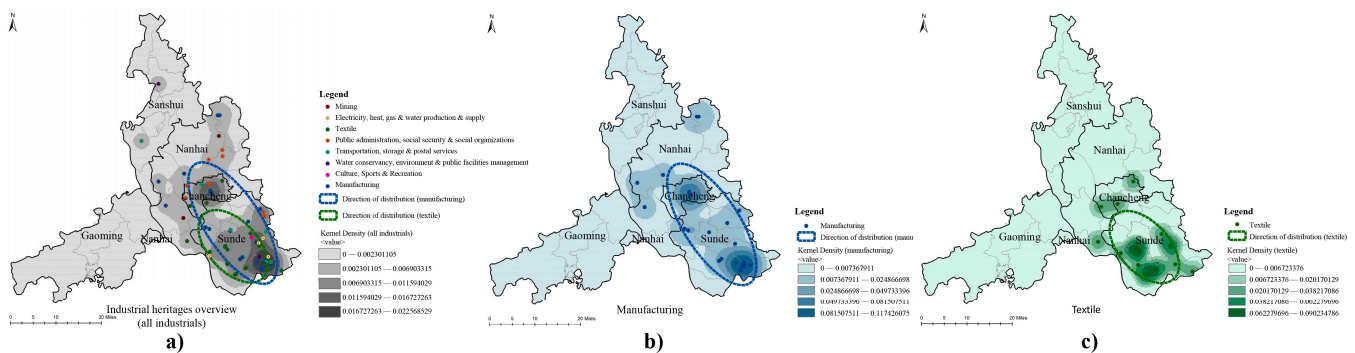 N
Sanshui
Nanhai
Chancheng
Gaoming
Nanhai
Sunde
Industrial heritages overview
(all industrials)
0 5 10 20 Miles
Legend
Mining
Electricity, heat, gas & water production & supply
Textile
Public administration, social security & social organizations
Transportation, storage & postal services
Water conservancy, environment & public facilities management
Culture, Sports & Recreation
Manufacturing
Direction of distribution (manufacturing)
Direction of distribution (textile)
Kernel Density (all industrials)
<value>
0 — 0.002301105
0.002301105 — 0.006903315
0.006903315 — 0.011594029
0.011594029 — 0.016727263
0.016727263 — 0.022568529
a)
N
Sanshui
Nanhai
Chancheng
Gaoming
Nanhai
Sunde
Manufacturing
0 5 10 20 Miles
Legend
Manufacturing
Direction of distribution (manu
Kernel Density (manufacturing)
<value>
0 — 0.007367911
0.007367911 — 0.024866698
0.024866698 — 0.049733396
0.049733396 — 0.081507511
0.081507511 — 0.117426075
b)
N
Sanshui
Nanhai
Chancheng
Gaoming
Nanhai
Sunde
Textile
0 5 10 20 Miles
Legend
Textile
Direction of distribution (textile)
Kernel Density (textile)
<value>
0 — 0.006723376
0.006723376 — 0.020170129
0.020170129 — 0.038217086
0.038217086 — 0.062279696
0.062279696 — 0.090234786
c)